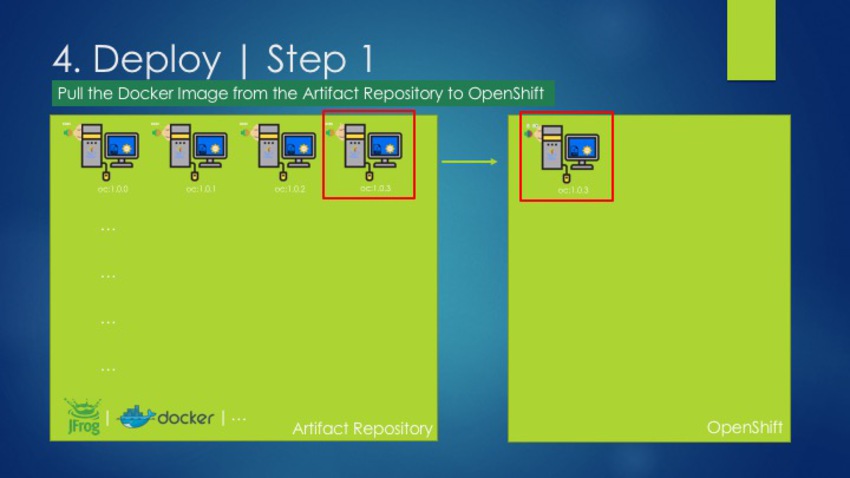 4. Deploy | Step 1
Pull the Docker Image from the Artifact Repository to OpenShift
oc:1.0.0
oc:1.0.1
oc:1.0.2
oc:1.0.3
oc:1.0.3
...
...
...
...
JFrog | docker | ...
Artifact Repository
OpenShift